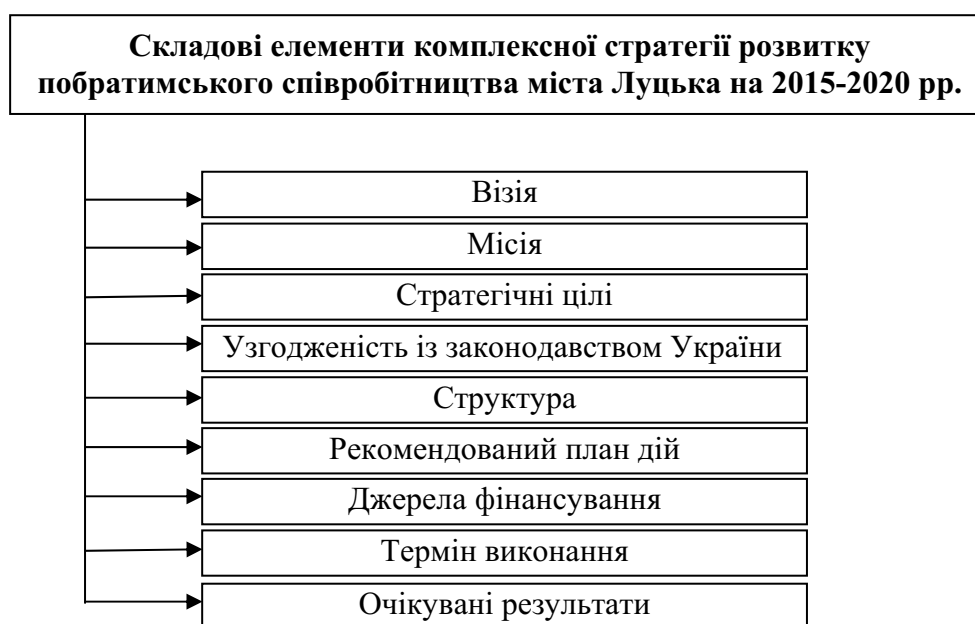 Складові елементи комплексної стратегії розвитку
побратимського співробітництва міста Луцька на 2015-2020 рр.
Візія
Місія
Стратегічні цілі
Узгодженість із законодавством України
Структура
Рекомендований план дій
Джерела фінансування
Термін виконання
Очікувані результати